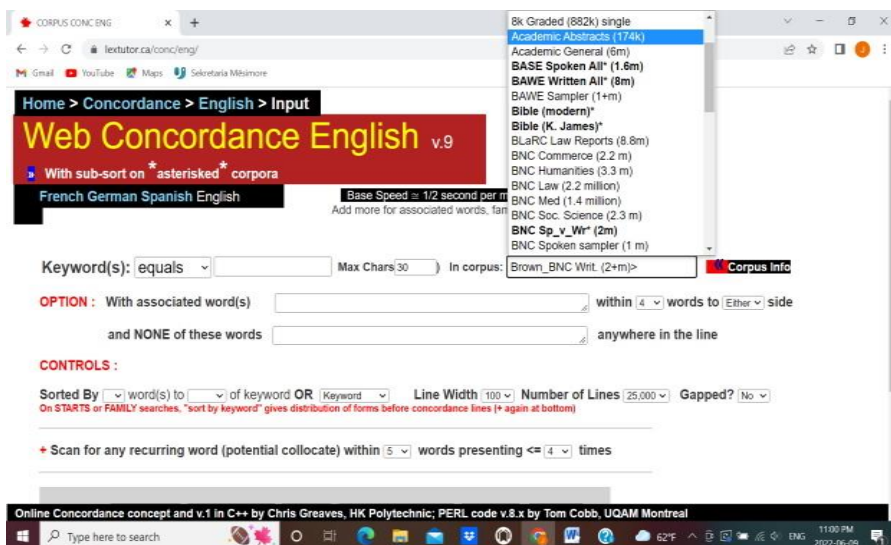 CORPUS CONC ENG
lextutor.ca/conc/eng/
Gmail YouTube Maps Sekretaria Mësimore
Home > Concordance > English > Input
Web Concordance English v.9
» With sub-sort on *asterisked* corpora
French German Spanish English
Base Speed ≅ 1/2 second per m
Add more for associated words, fam
8k Graded (882k) single
Academic Abstracts (174k)
Academic General (6m)
BASE Spoken All* (1.6m)
BAWE Written All* (8m)
BAWE Sampler (1+m)
Bible (modern)*
Bible (K. James)*
BLaRC Law Reports (8.8m)
BNC Commerce (2.2 m)
BNC Humanities (3.3 m)
BNC Law (2.2 million)
BNC Med (1.4 million)
BNC Soc. Science (2.3 m)
BNC Sp_v_Wr* (2m)
BNC Spoken sampler (1 m)
Keyword(s): equals Max Chars 30 ) In corpus: Brown_BNC Writ. (2+m)> « Corpus Info
OPTION : With associated word(s) within 4 words to Either side
and NONE of these words anywhere in the line
CONTROLS :
Sorted By word(s) to of keyword OR Keyword Line Width 100 Number of Lines 25,000 Gapped? No
On STARTS or FAMILY searches, "sort by keyword" gives distribution of forms before concordance lines (+ again at bottom)
+ Scan for any recurring word (potential collocate) within 5 words presenting <= 4 times
Online Concordance concept and v.1 in C++ by Chris Greaves, HK Polytechnic; PERL code v.8.x by Tom Cobb, UQAM Montreal
Type here to search 62°F ENG 11:00 PM
2022-06-09